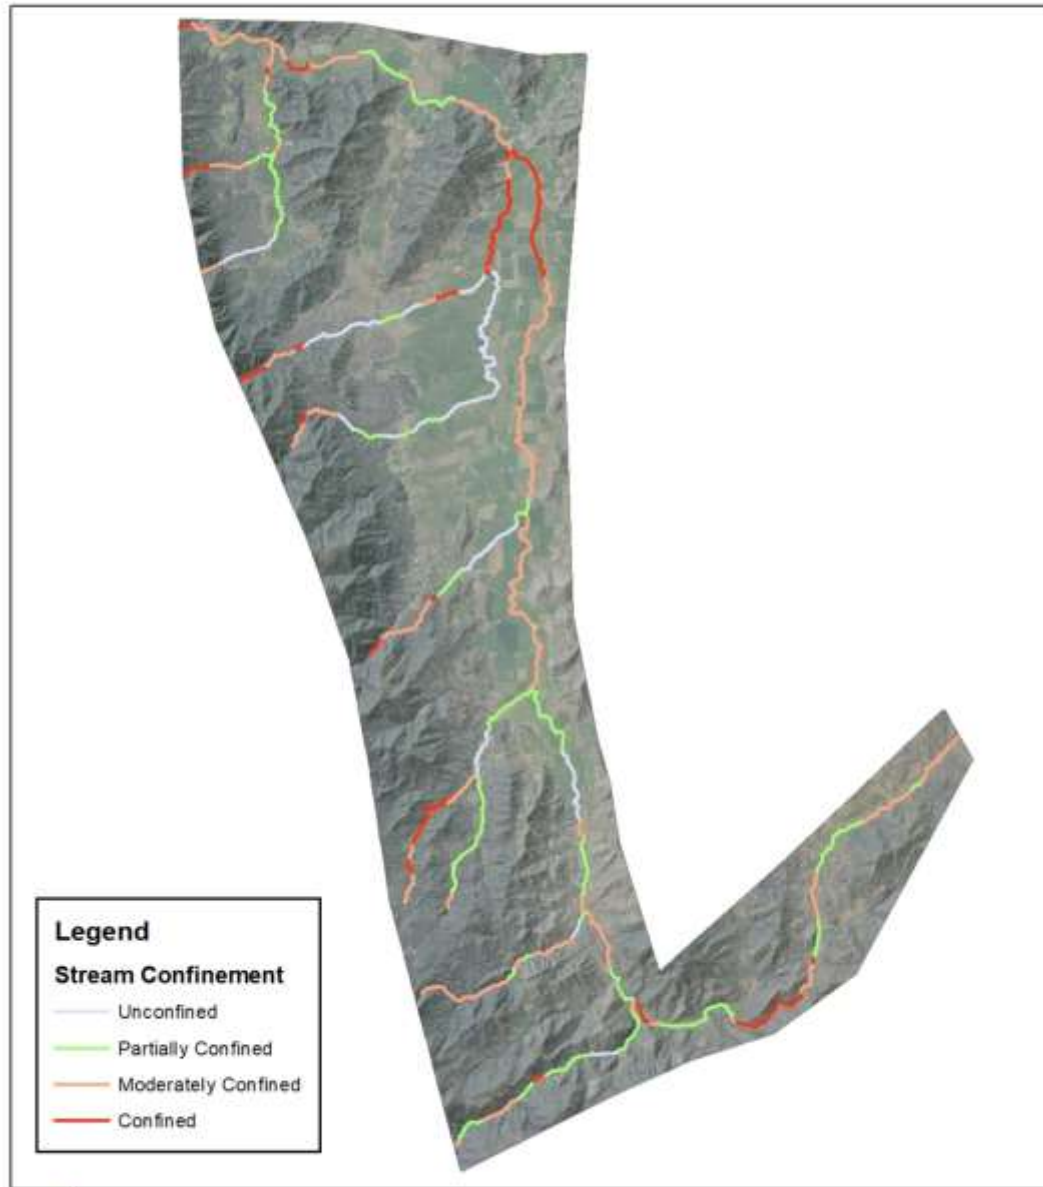 Legend
Stream Confinement
Unconfined
Partially Confined
Moderately Confined
Confined